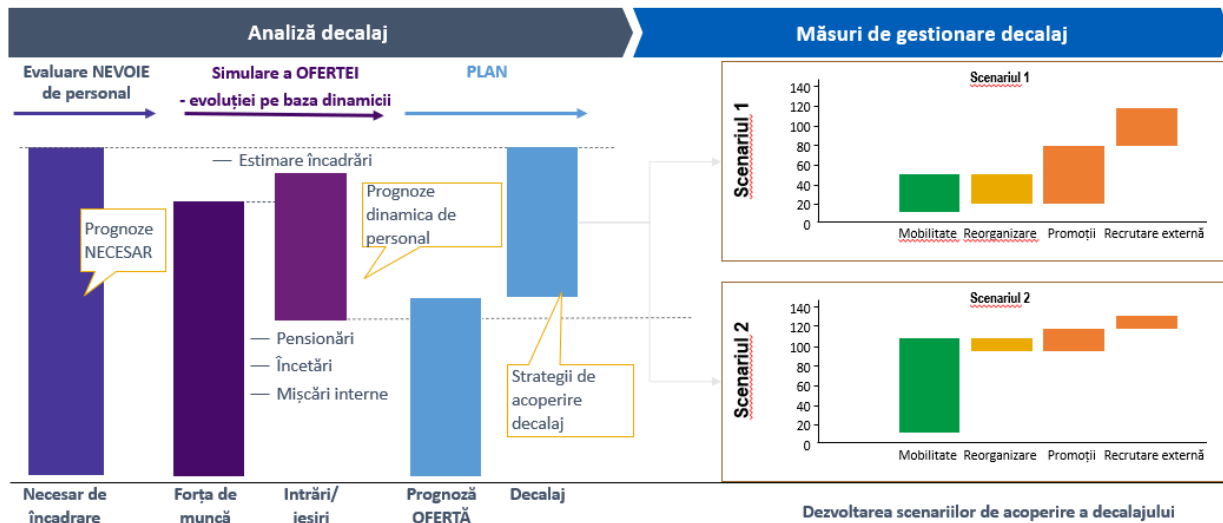 Analiză decalaj
Măsuri de gestionare decalaj
Evaluare NEVOIE
de personal
Simulare a OFERTEI
- evoluției pe baza dinamicii
PLAN
Estimare încadrări
Prognoze
NECESAR
Prognoze
dinamica de
personal
Pensionări
Încetări
Mișcări interne
Strategii de
acoperire
decalaj
Necesar de
încadrare
Forța de
muncă
Intrări/
ieșiri
Prognoză
OFERTĂ
Decalaj
Scenariul 1
Scenariul 1
140
120
100
80
60
40
20
0
Mobilitate Reorganizare Promoții Recrutare externă
Scenariul 2
Scenariul 2
140
120
100
80
60
40
20
0
Mobilitate Reorganizare Promoții Recrutare externă
Dezvoltarea scenariilor de acoperire a decalajului